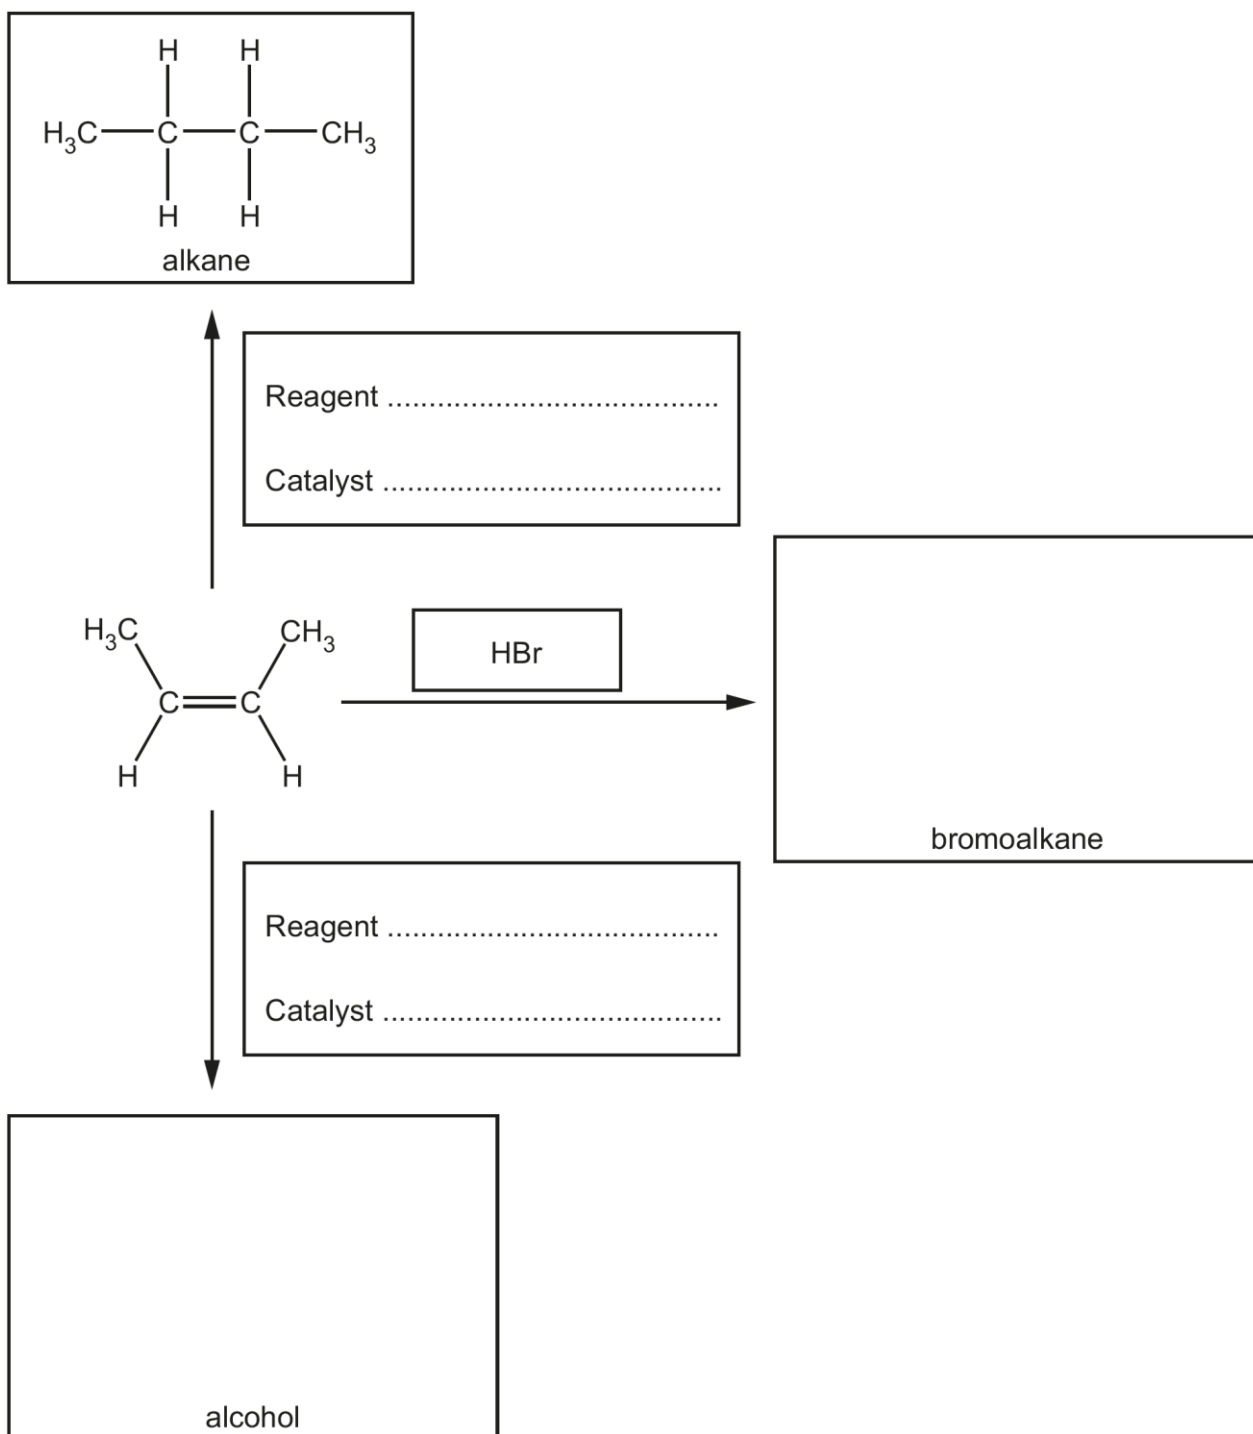 H H
H₃C C C CH₃
H H
alkane
Reagent ........................................
Catalyst .........................................
H₃C CH₃
HBr
C C
H H
bromoalkane
Reagent ........................................
Catalyst .........................................
alcohol